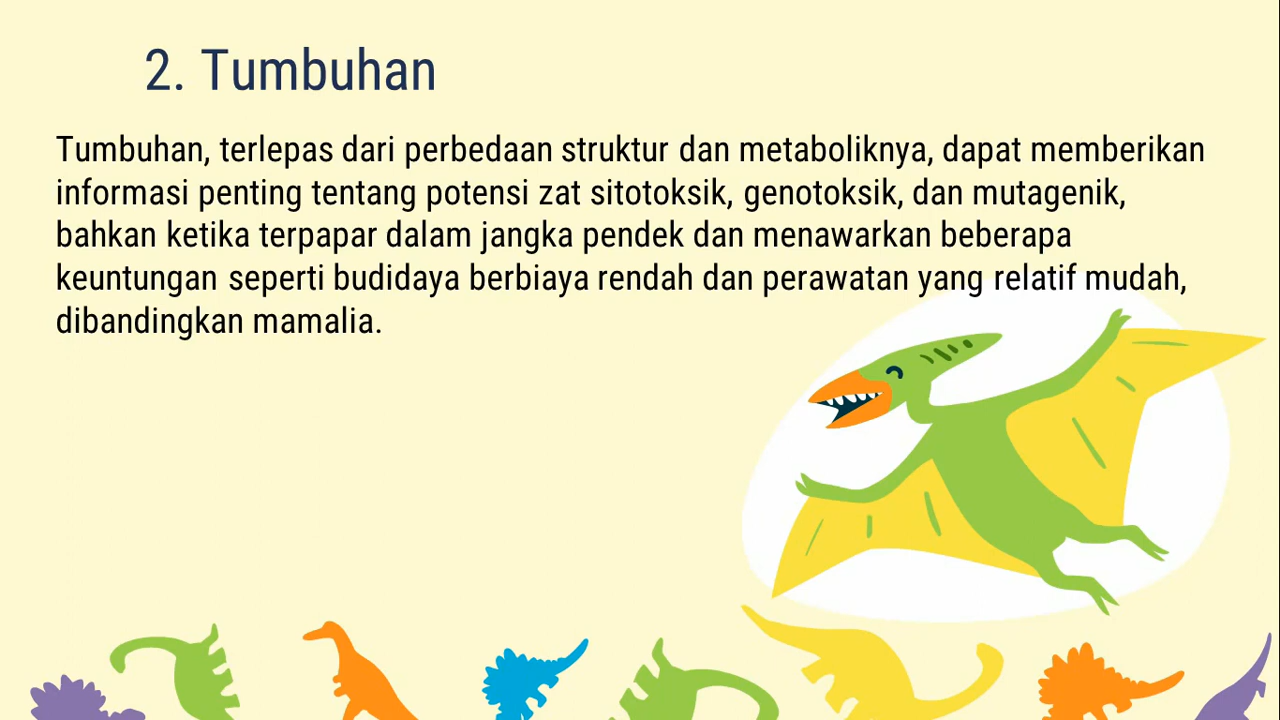 2. Tumbuhan
Tumbuhan, terlepas dari perbedaan struktur dan metaboliknya, dapat memberikan
informasi penting tentang potensi zat sitotoksik, genotoksik, dan mutagenik,
bahkan ketika terpapar dalam jangka pendek dan menawarkan beberapa
keuntungan seperti budidaya berbiaya rendah dan perawatan yang relatif mudah,
dibandingkan mamalia.